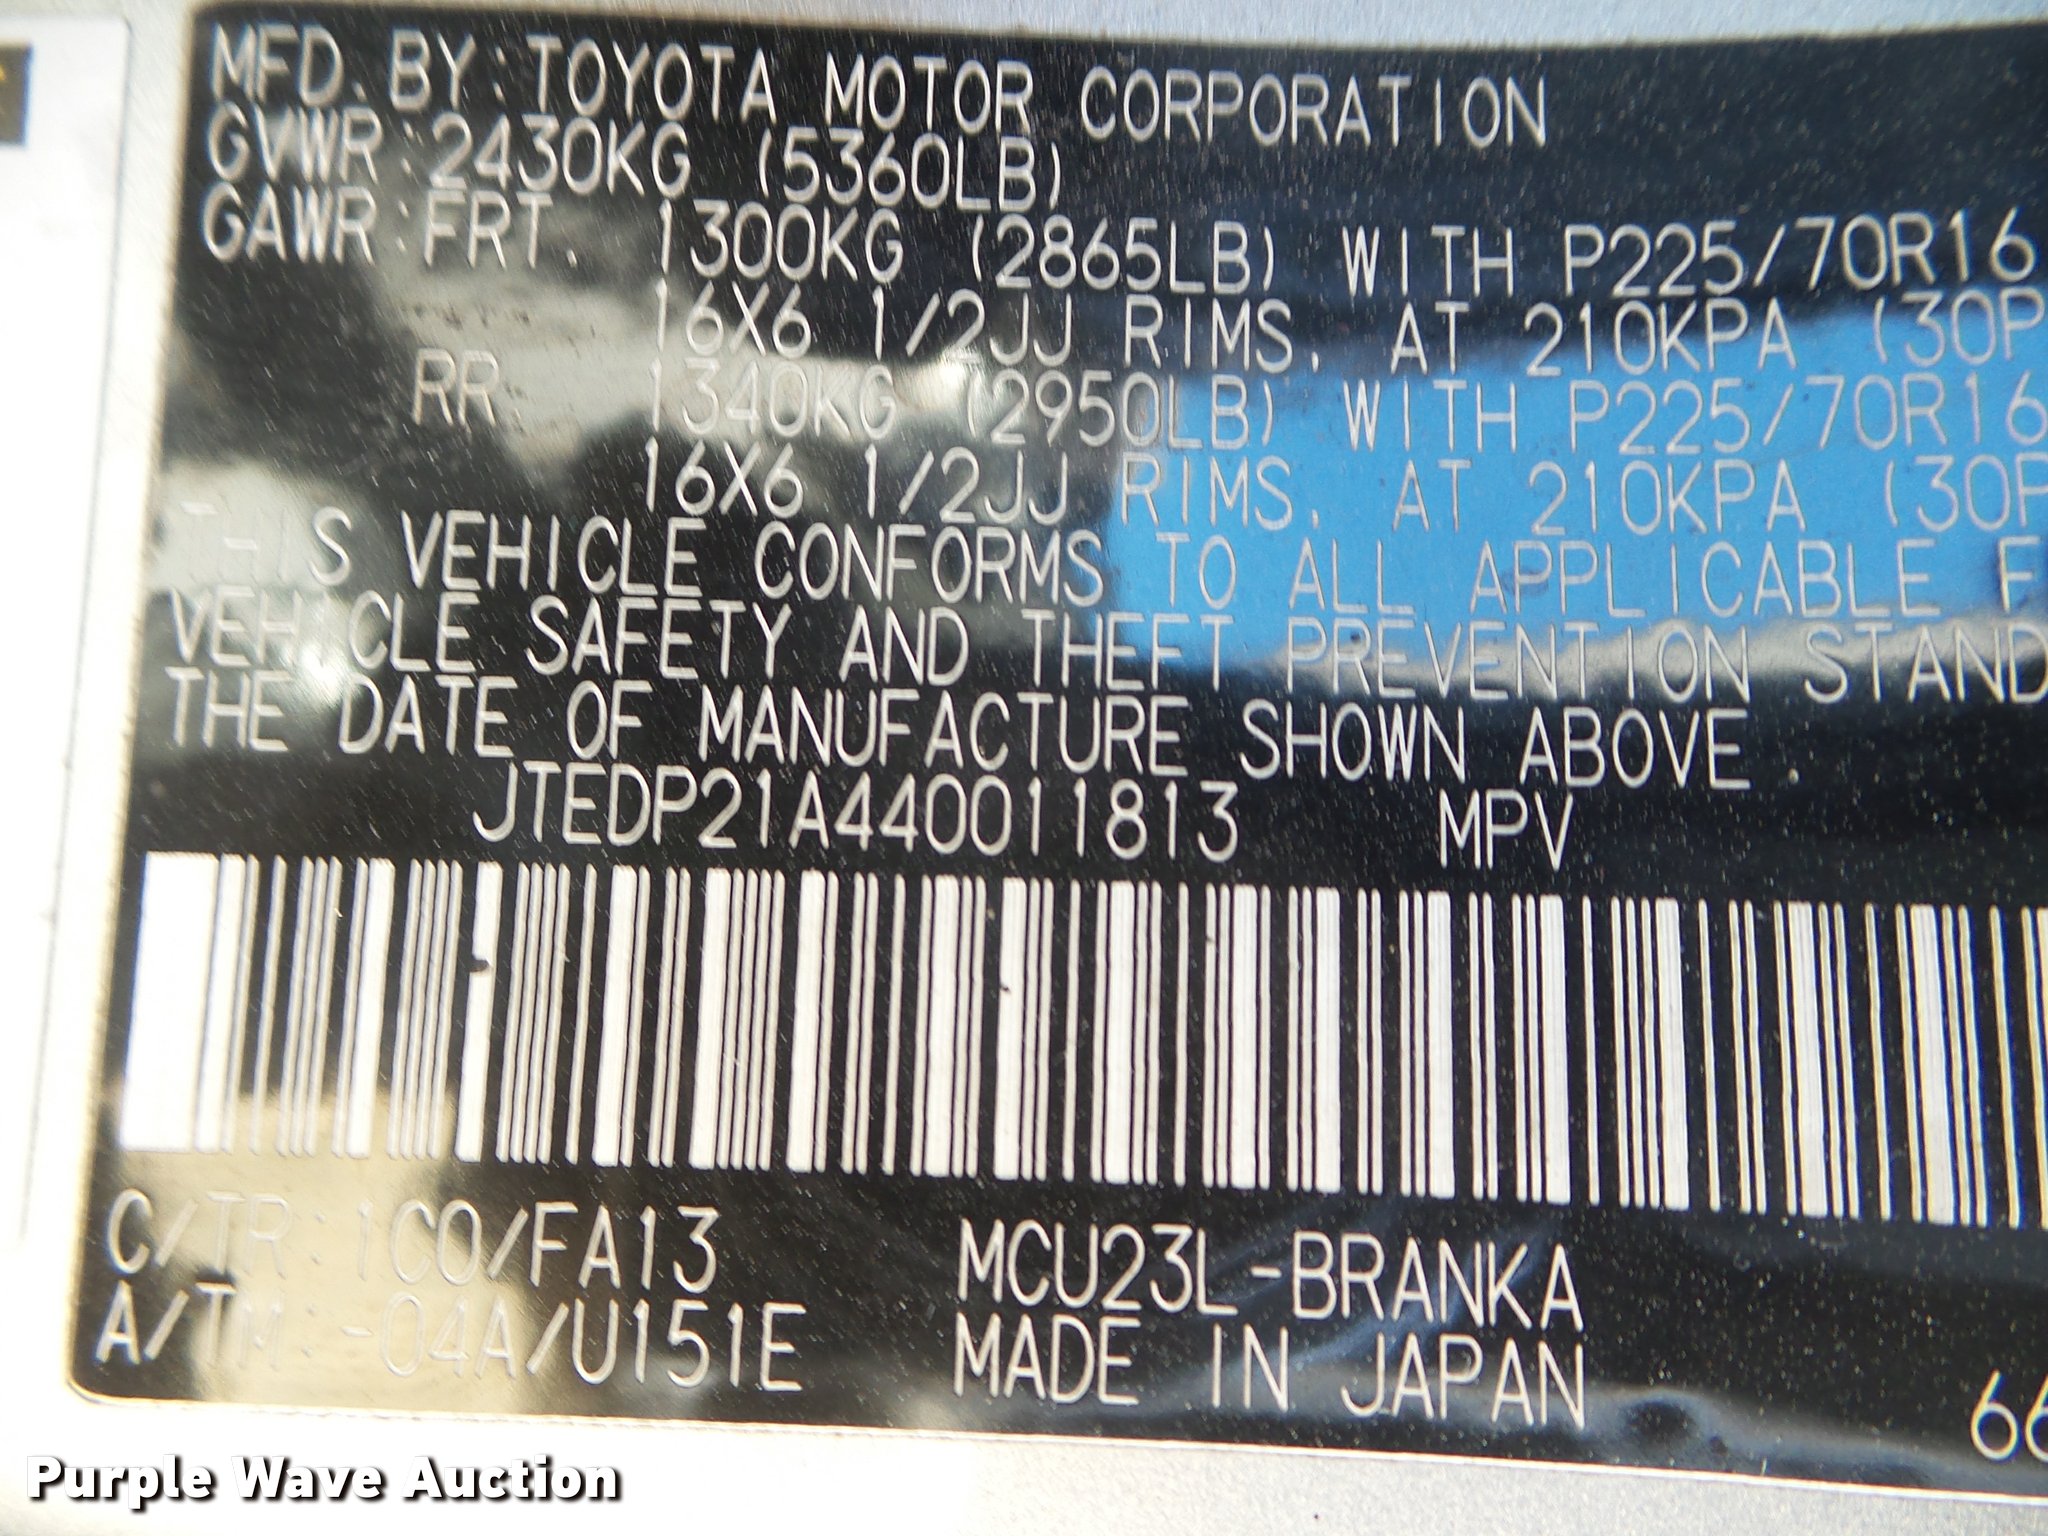 MFD. BY: TOYOTA MOTOR CORPORATION
GVWR: 2430KG (5360LB)
GAWR: FRT. 1300KG (2865LB) WITH P225/70R16
16X6 1/2JJ RIMS, AT 210KPA (30P
RR. 1340KG (2950LB) WITH P225/70R16
16X6 1/2JJ RIMS, AT 210KPA (30P
THIS VEHICLE CONFORMS TO ALL APPLICABLE F
VEHICLE SAFETY AND THEFT PREVENTION STAND
THE DATE OF MANUFACTURE SHOWN ABOVE
JTEDP21A440011813 MPV
C/TR: 1C0/FA13 MCU23L-BRANKA
A/TM: -04A/U151E MADE IN JAPAN
66
Purple Wave Auction